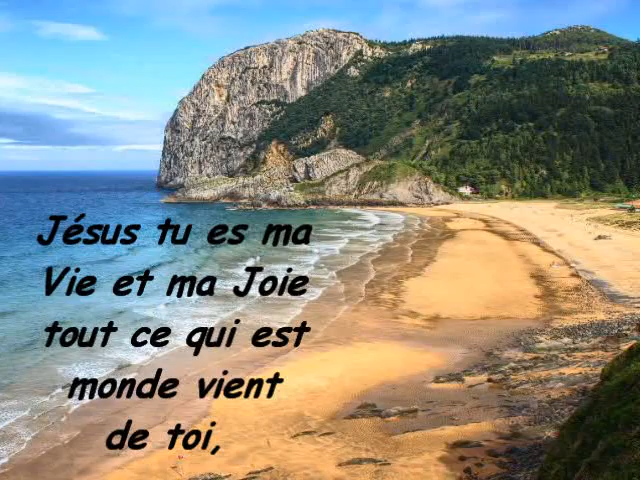 Jésus tu es ma
Vie et ma Joie
tout ce qui est
monde vient
de toi,